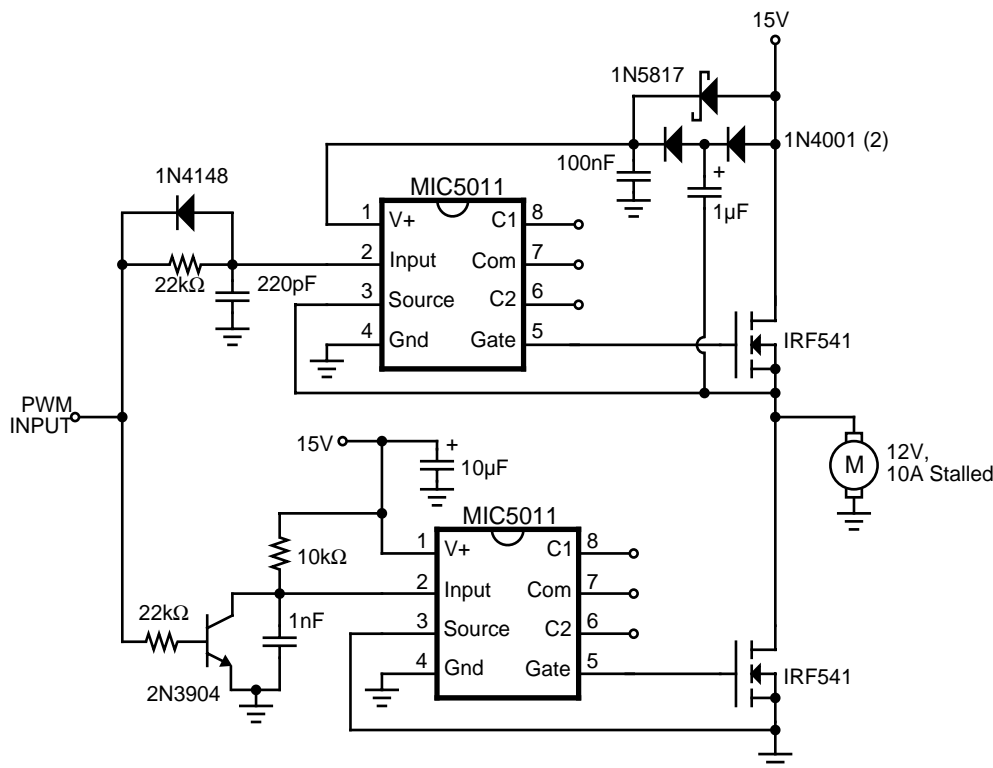 15V
1N5817
1N4001 (2)
100nF
+
1µF
1N4148
MIC5011
1 V+ C1 8
2 Input Com 7
3 Source C2 6
4 Gnd Gate 5
22kΩ
220pF
IRF541
PWM
INPUT
15V
+
10µF
M
12V,
10A Stalled
MIC5011
10kΩ
1 V+ C1 8
2 Input Com 7
3 Source C2 6
4 Gnd Gate 5
22kΩ
1nF
2N3904
IRF541